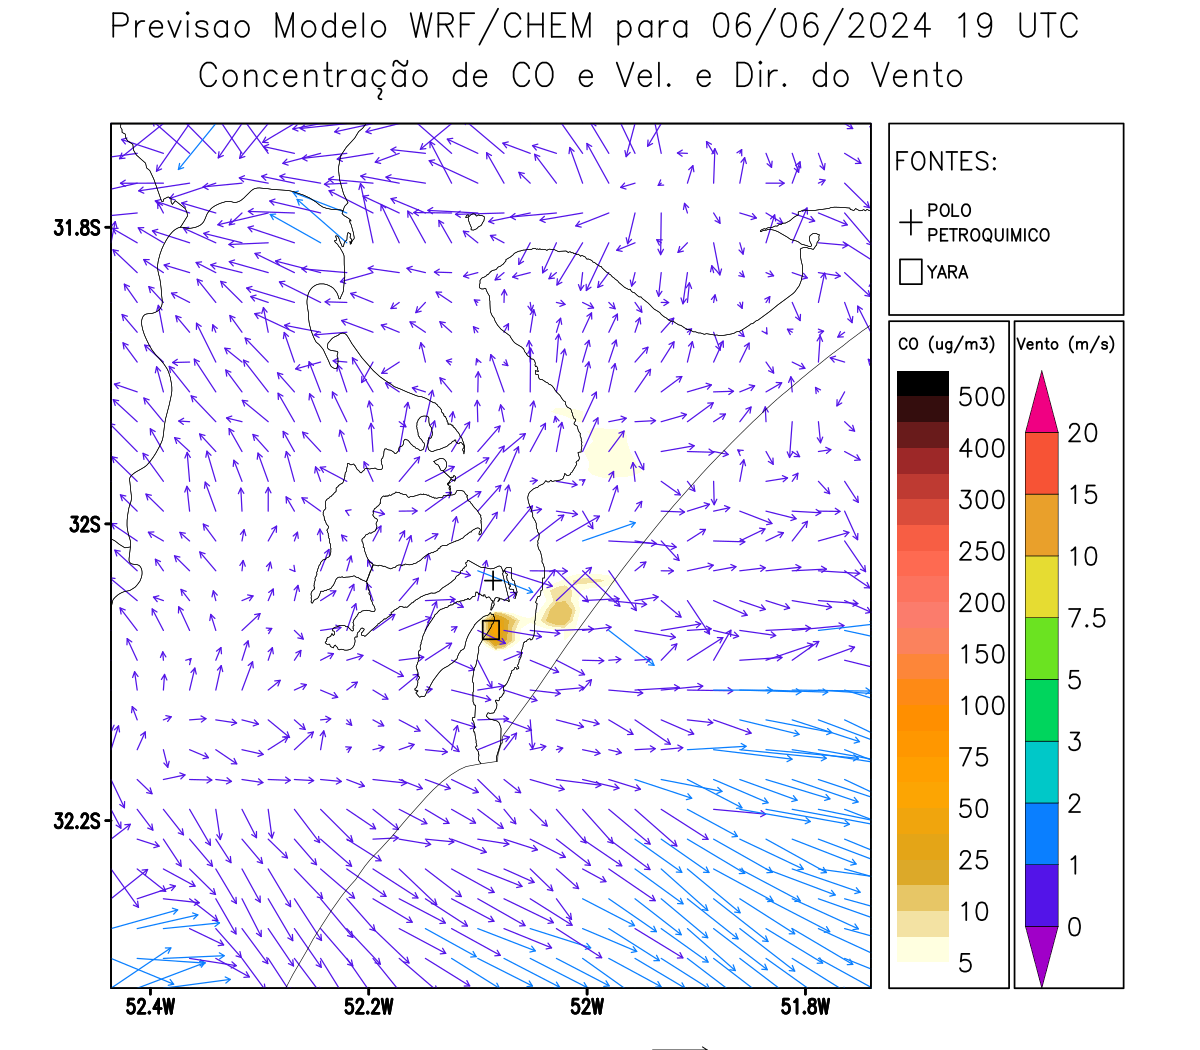 Previsao Modelo WRF/CHEM para 06/06/2024 19 UTC
Concentração de CO e Vel. e Dir. do Vento
FONTES:
POLO
PETROQUIMICO
YARA
CO (ug/m3)
500
400
300
250
200
150
100
75
50
25
10
5
Vento (m/s)
20
15
10
7.5
5
3
2
1
0
31.8S
32S
32.2S
52.4W
52.2W
52W
51.8W